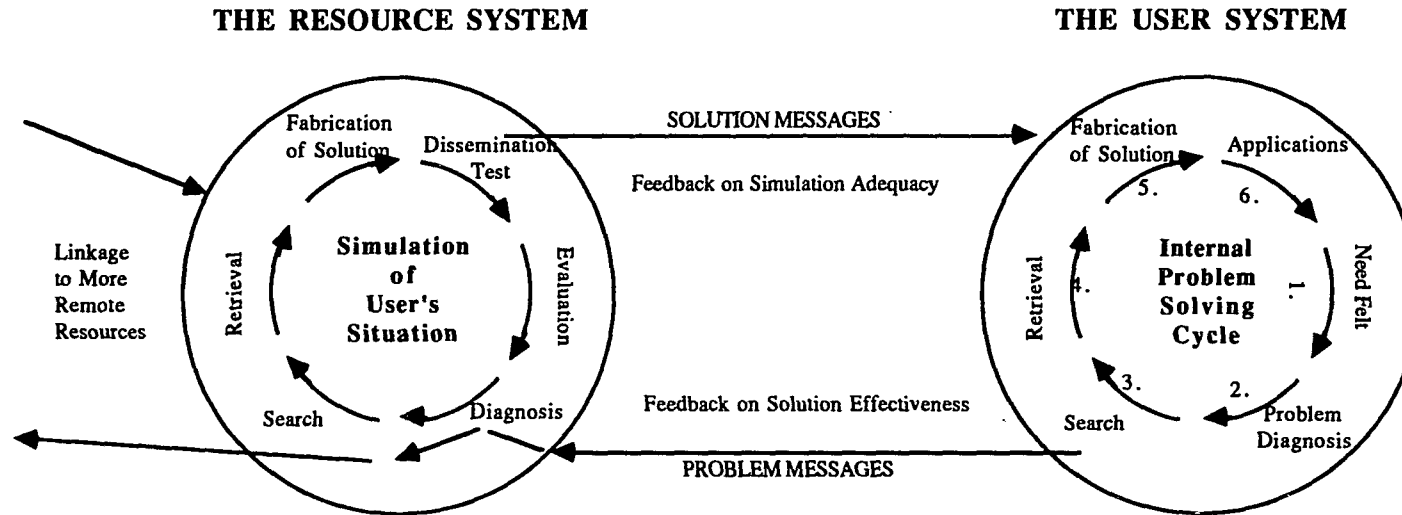 THE RESOURCE SYSTEM
THE USER SYSTEM
Linkage
to More
Remote
Resources
Fabrication
of Solution
Dissemination
Test
Evaluation
Diagnosis
Search
Retrieval
Simulation
of
User's
Situation
SOLUTION MESSAGES
Feedback on Simulation Adequacy
Feedback on Solution Effectiveness
PROBLEM MESSAGES
Fabrication
of Solution
5.
Applications
6.
Need Felt
1.
Problem
Diagnosis
2.
Search
3.
Retrieval
4.
Internal
Problem
Solving
Cycle